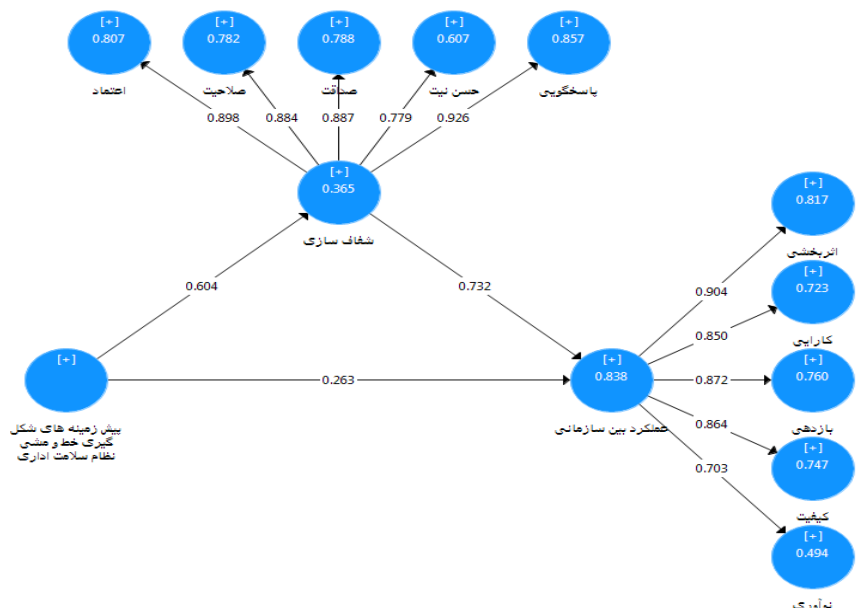 [+] [+] [+] [+] [+]
0.807 0.782 0.788 0.607 0.857
اعتماد صلاحیت صداقت حسن نیت پاسخگویی
0.898 0.884 0.887 0.779 0.926
[+]
0.365
شفاف سازی
[+]
0.817
اثربخشی
0.604
0.732
0.904
[+]
0.723
کارایی
0.850
[+]
پیش زمینه های شکل
گیری خط و مشی
نظام سلامت اداری
0.263
[+]
0.838
عملکرد بین سازمانی
0.872
[+]
0.760
بازدهی
0.864
[+]
0.747
کیفیت
0.703
[+]
0.494
نوآوری